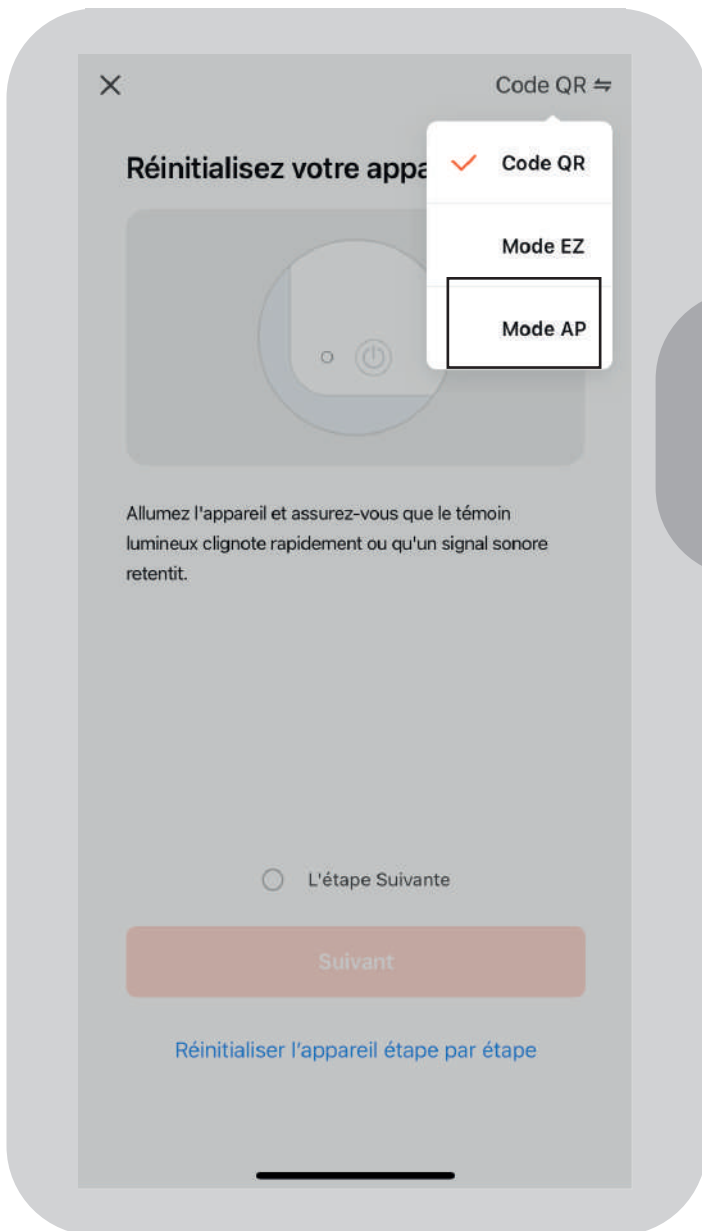 Code QR
Réinitialisez votre appa
Code QR
Mode EZ
Mode AP
Allumez l'appareil et assurez-vous que le témoin
lumineux clignote rapidement ou qu'un signal sonore
retentit.
L'étape Suivante
Suivant
Réinitialiser l'appareil étape par étape